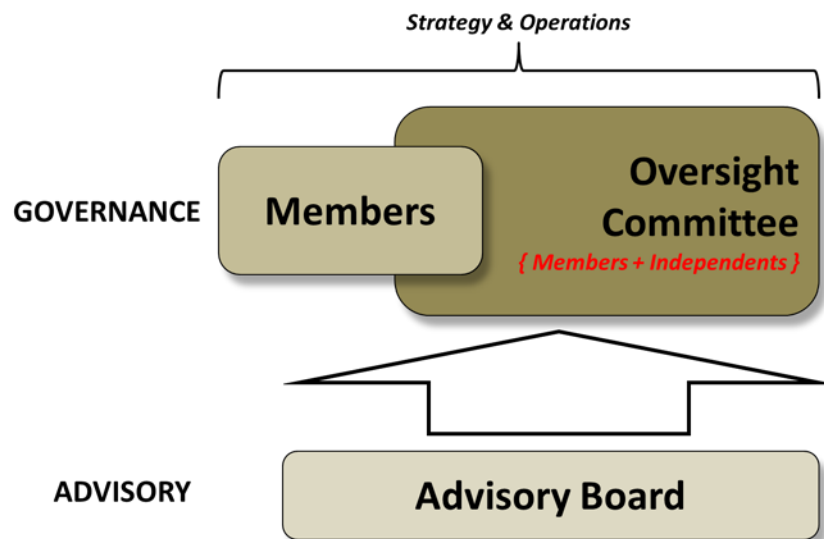 Strategy & Operations
GOVERNANCE
Members
Oversight
Committee
{ Members + Independents }
ADVISORY
Advisory Board